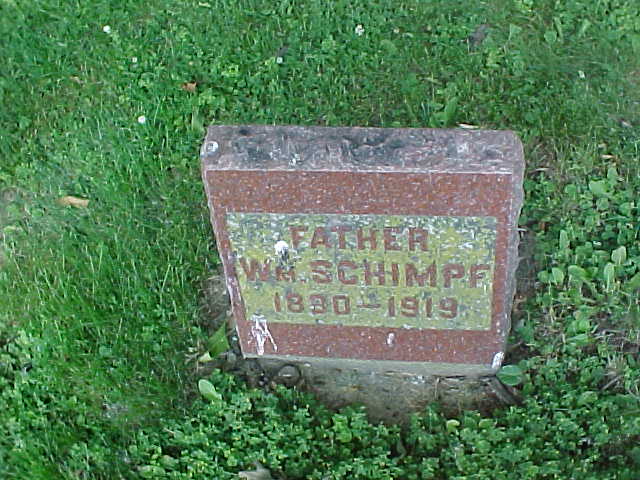 FATHER
WM. SCHIMPF
1830-1919